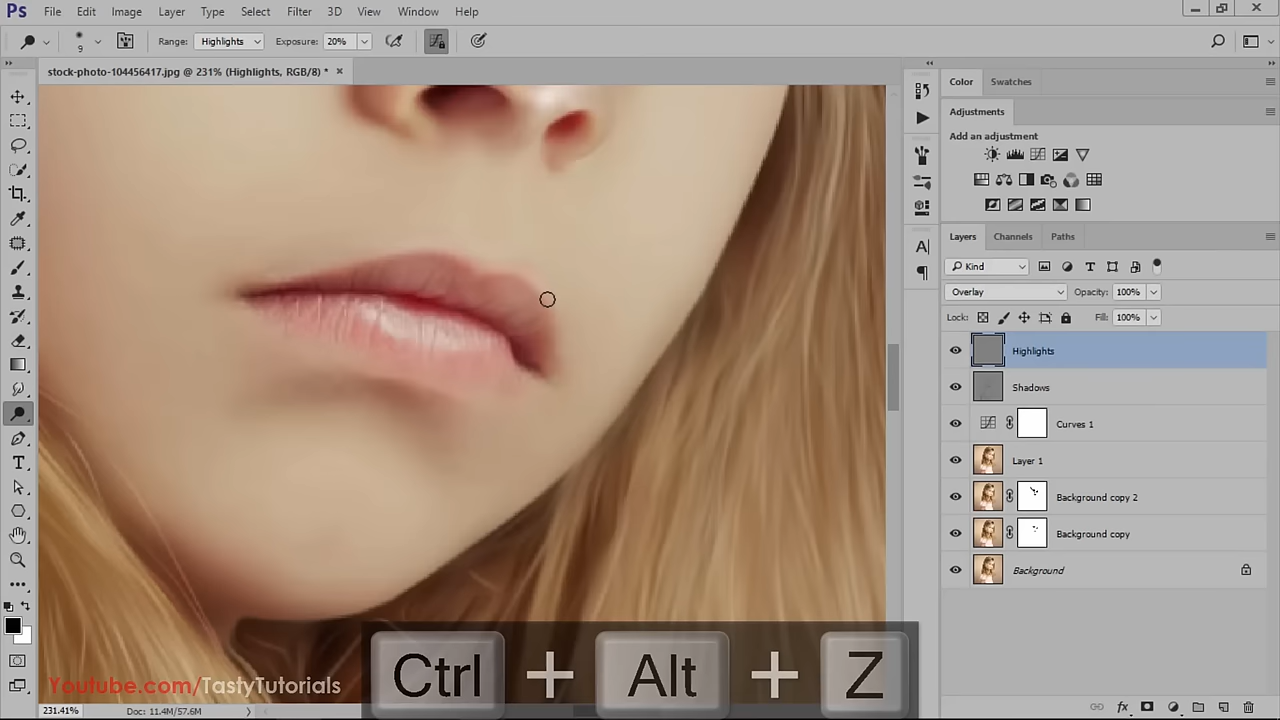 Ps File Edit Image Layer Type Select Filter 3D View Window Help
9 Range: Highlights Exposure: 20%
stock-photo-104456417.jpg @ 231% (Highlights, RGB/8) * ×
Color Swatches
Adjustments
Add an adjustment
Layers Channels Paths
Kind
Overlay Opacity: 100%
Lock: Fill: 100%
Highlights
Shadows
Curves 1
Layer 1
Background copy 2
Background copy
Background
Ctrl + Alt + Z
Youtube.com/TastyTutorials
231.41% Doc: 11.4M/57.6M